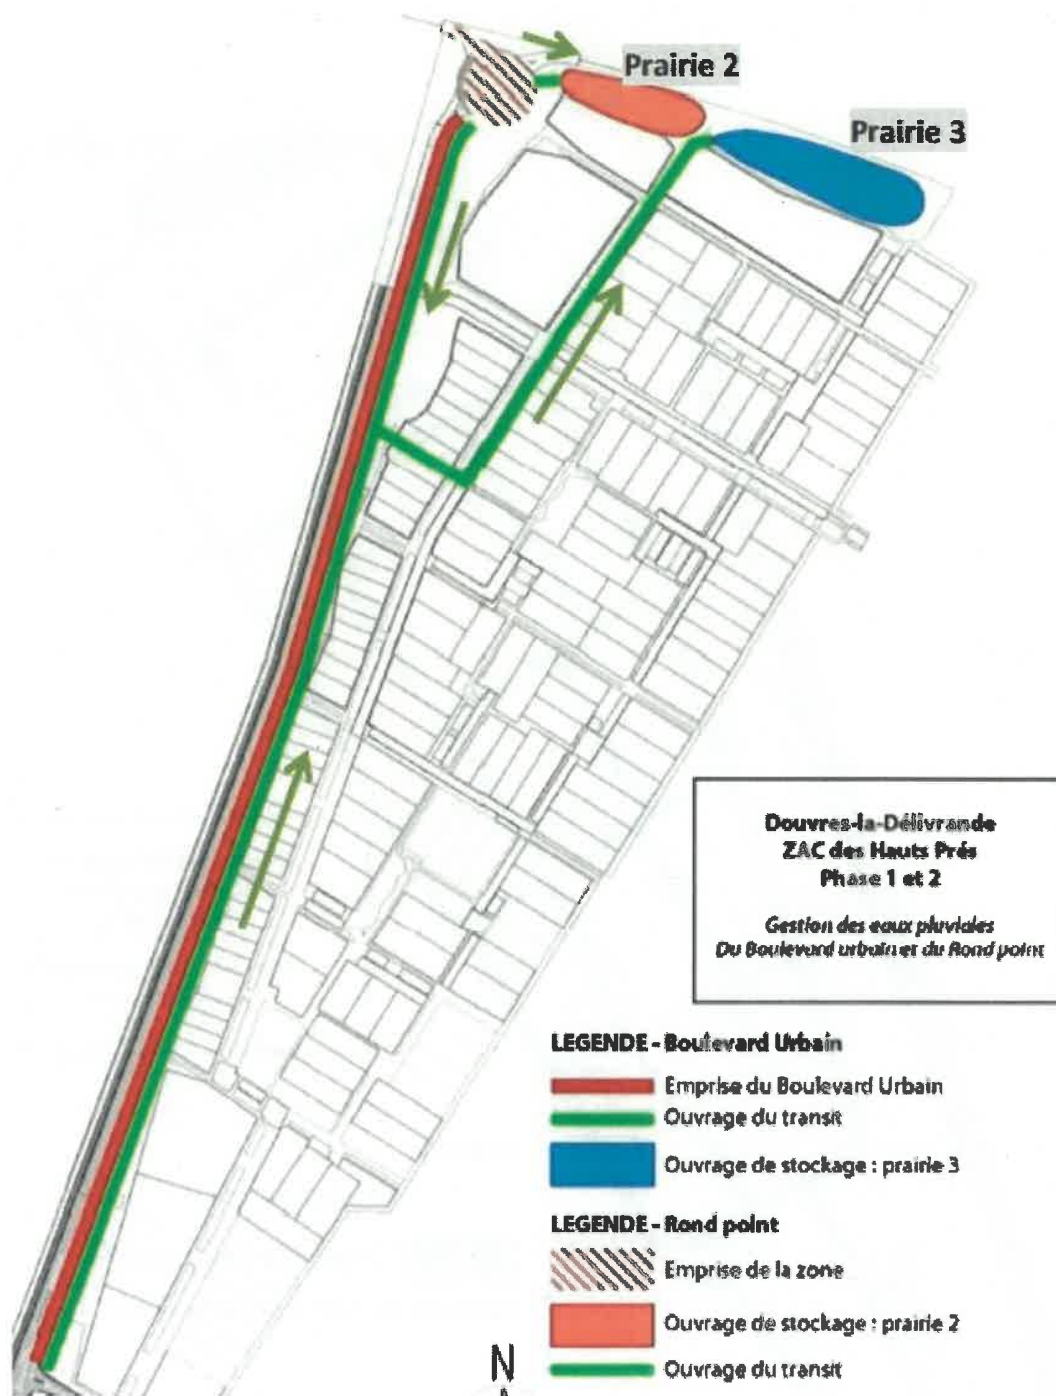 Prairie 2
Prairie 3
Douvres-la-Délivrande
ZAC des Hauts Prés
Phase 1 et 2
Gestion des eaux pluviales
Du Boulevard urbain et du Rond point
LEGENDE - Boulevard Urbain
Emprise du Boulevard Urbain
Ouvrage du transit
Ouvrage de stockage : prairie 3
LEGENDE - Rond point
Emprise de la zone
Ouvrage de stockage : prairie 2
Ouvrage du transit
N